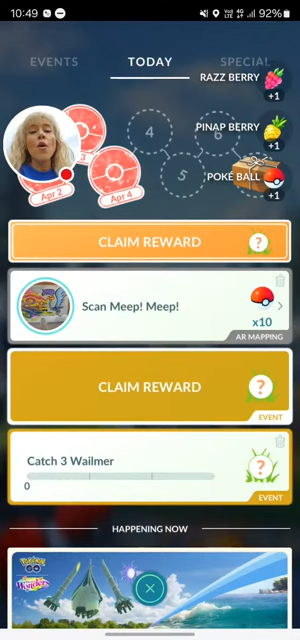 10:49
92%
EVENTS
TODAY
SPECIAL
RAZZ BERRY
+1
3
4
6
PINAP BERRY
+1
5
POKÉ BALL
+1
Apr 2
Apr 4
CLAIM REWARD
?
Scan Meep! Meep!
x10
AR MAPPING
CLAIM REWARD
?
EVENT
Catch 3 Wailmer
?
0
EVENT
HAPPENING NOW
POKÉMON
GO
Wonders